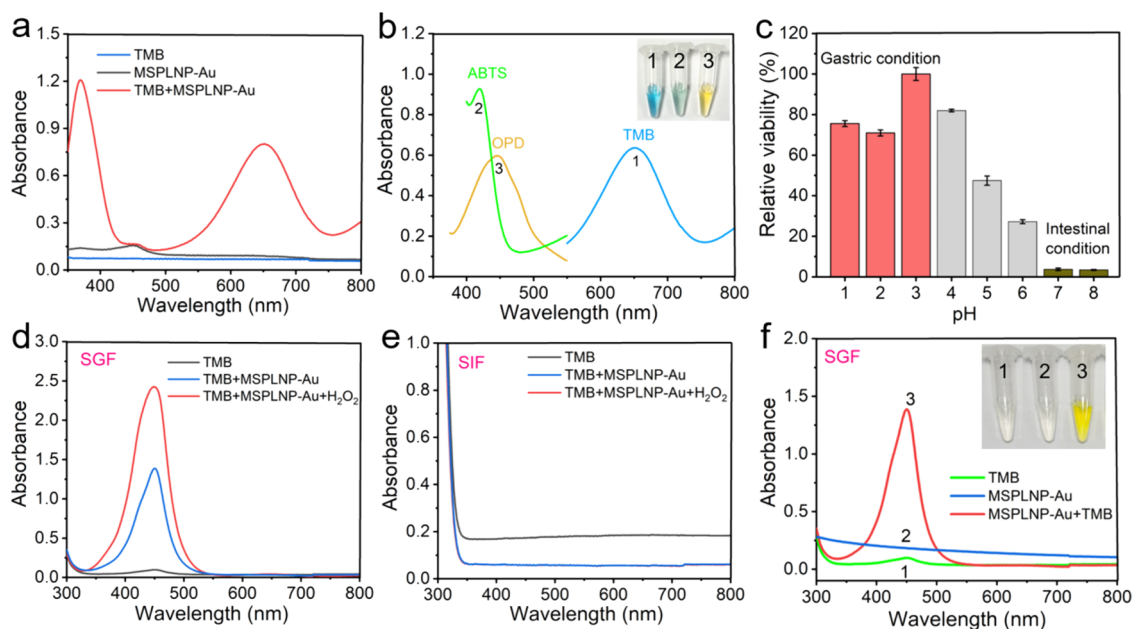 a
1.5
1.2
0.9
0.6
0.3
0.0
Absorbance
TMB
MSPLNP-Au
TMB+MSPLNP-Au
400 500 600 700 800
Wavelength (nm)
b
1.2
1.0
0.8
0.6
0.4
0.2
0.0
Absorbance
ABTS
2
OPD
3
TMB
1
1 2 3
400 500 600 700 800
Wavelength (nm)
c
120
100
80
60
40
20
0
Relative viability (%)
Gastric condition
Intestinal
condition
1 2 3 4 5 6 7 8
pH
d
3.0
2.5
2.0
1.5
1.0
0.5
0.0
Absorbance
SGF
TMB
TMB+MSPLNP-Au
TMB+MSPLNP-Au+H₂O₂
300 400 500 600 700 800
Wavelength (nm)
e
1.0
0.8
0.6
0.4
0.2
0.0
Absorbance
SIF
TMB
TMB+MSPLNP-Au
TMB+MSPLNP-Au+H₂O₂
300 400 500 600 700 800
Wavelength (nm)
f
2.0
1.5
1.0
0.5
0.0
Absorbance
SGF
1 2 3
3
2
1
TMB
MSPLNP-Au
MSPLNP-Au+TMB
300 400 500 600 700 800
Wavelength (nm)